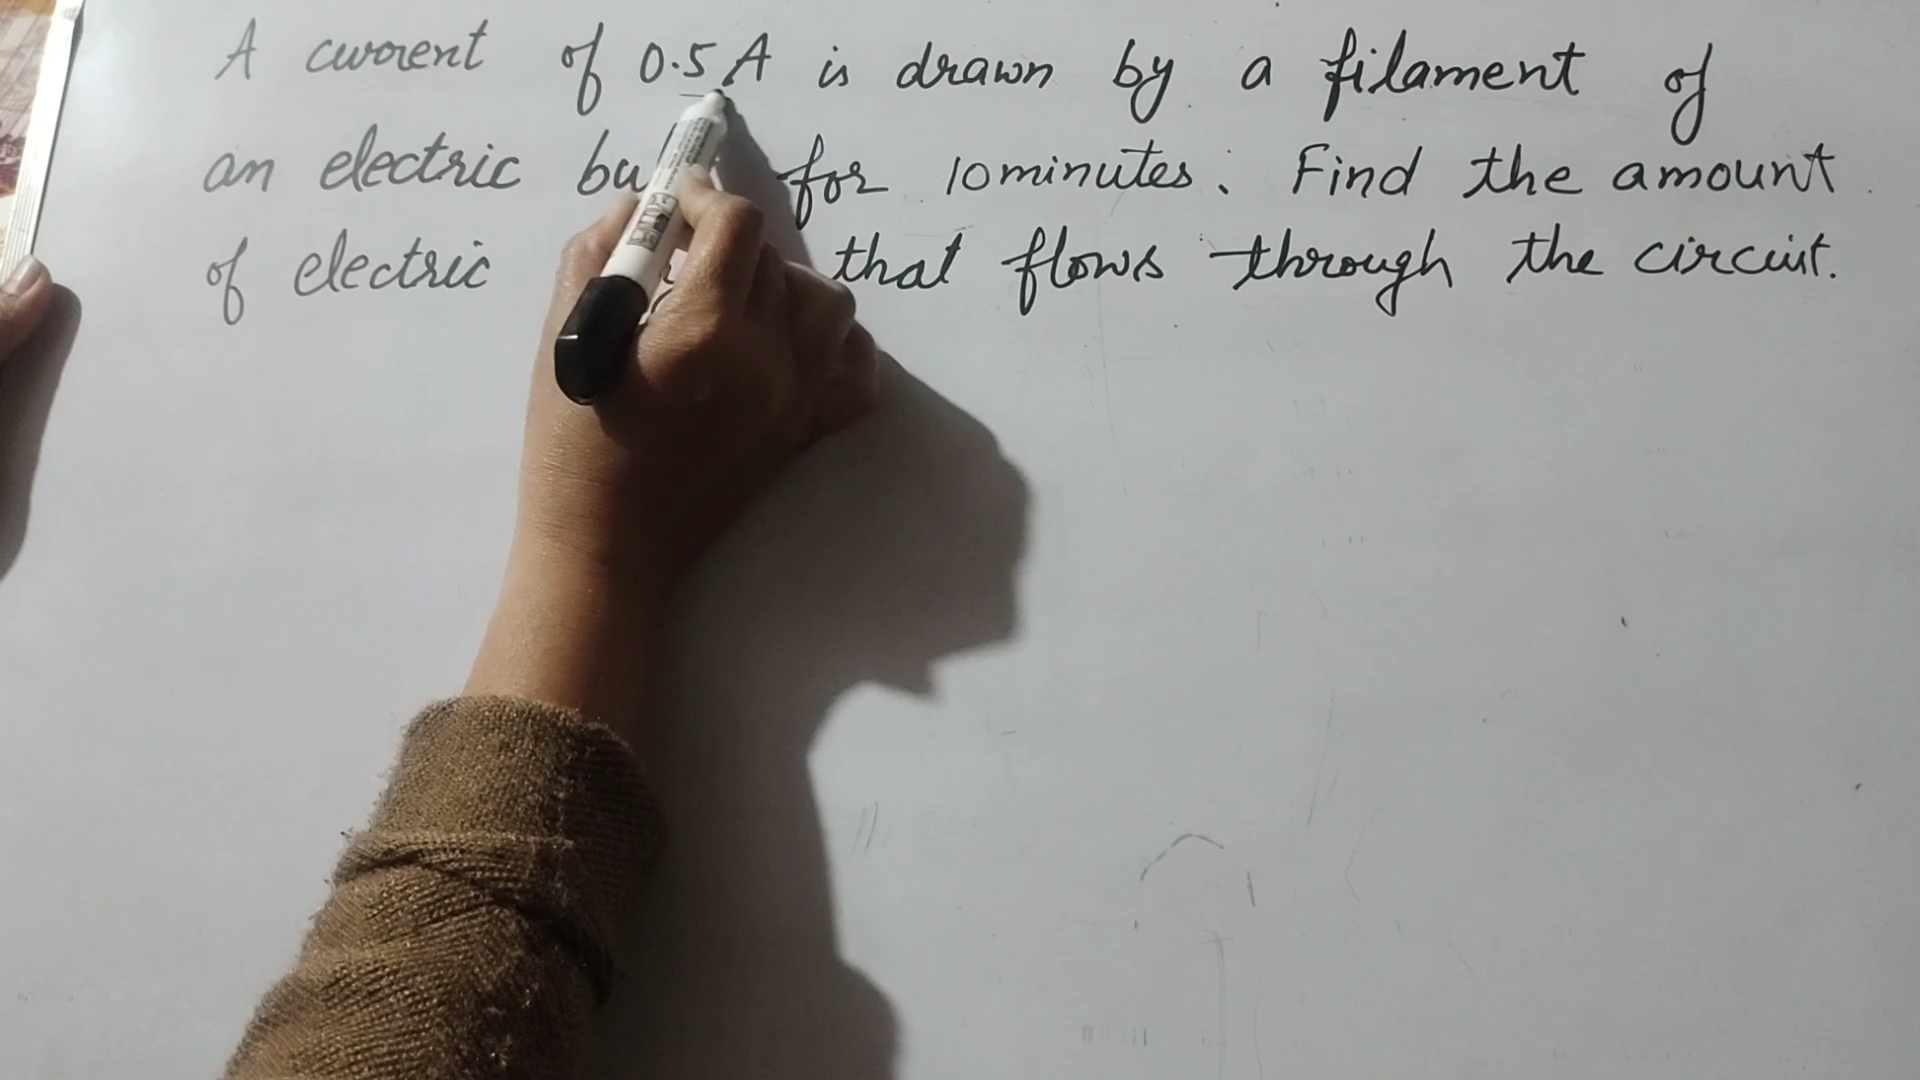 A current of 0.5 A is drawn by a filament of
an electric for 10 minutes. Find the amount
of electric that flows through the circuit.